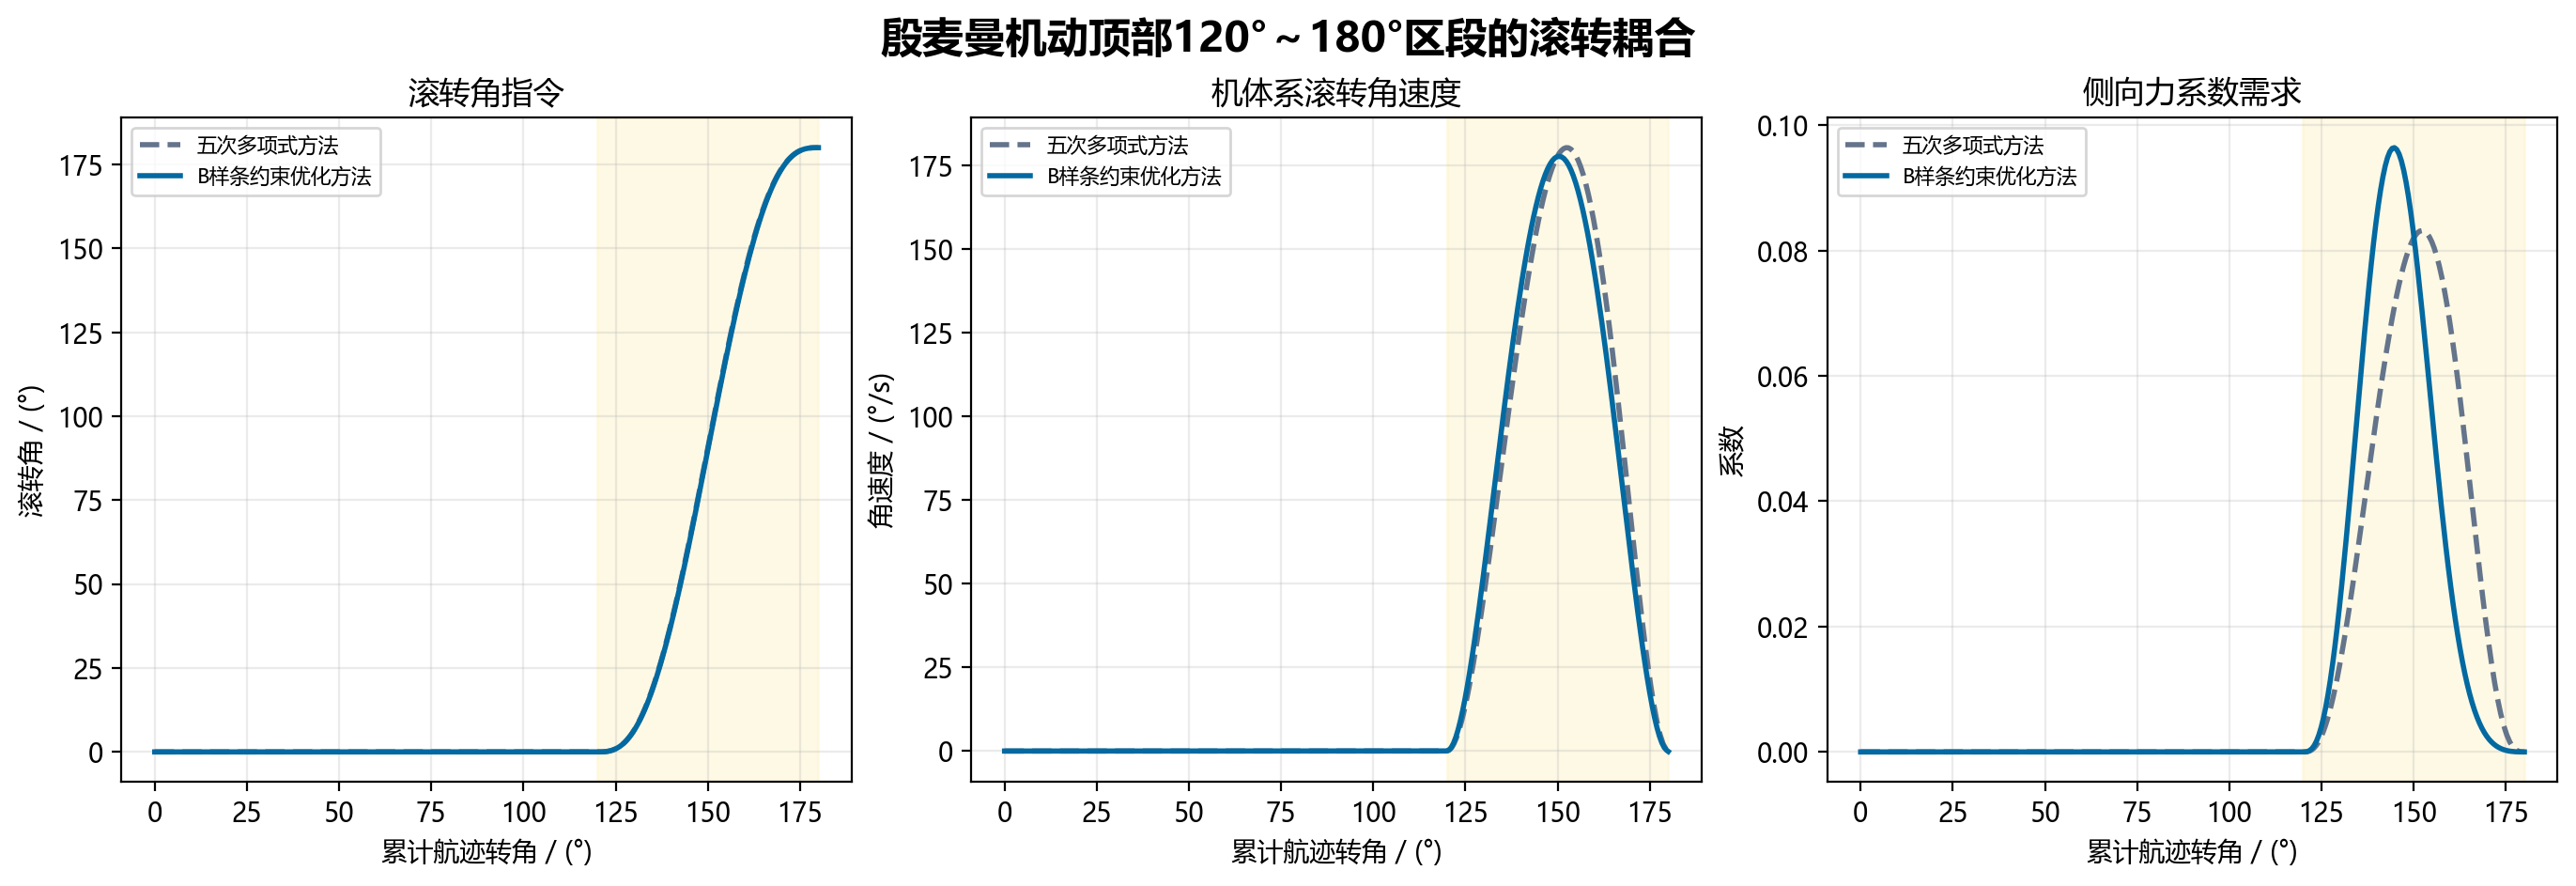 殷麦曼机动顶部120°～180°区段的滚转耦合
滚转角指令
五次多项式方法
B样条约束优化方法
滚转角 / (°)
175
150
125
100
75
50
25
0
0 25 50 75 100 125 150 175
累计航迹转角 / (°)
机体系滚转角速度
五次多项式方法
B样条约束优化方法
角速度 / (°/s)
175
150
125
100
75
50
25
0
0 25 50 75 100 125 150 175
累计航迹转角 / (°)
侧向力系数需求
五次多项式方法
B样条约束优化方法
系数
0.10
0.08
0.06
0.04
0.02
0.00
0 25 50 75 100 125 150 175
累计航迹转角 / (°)